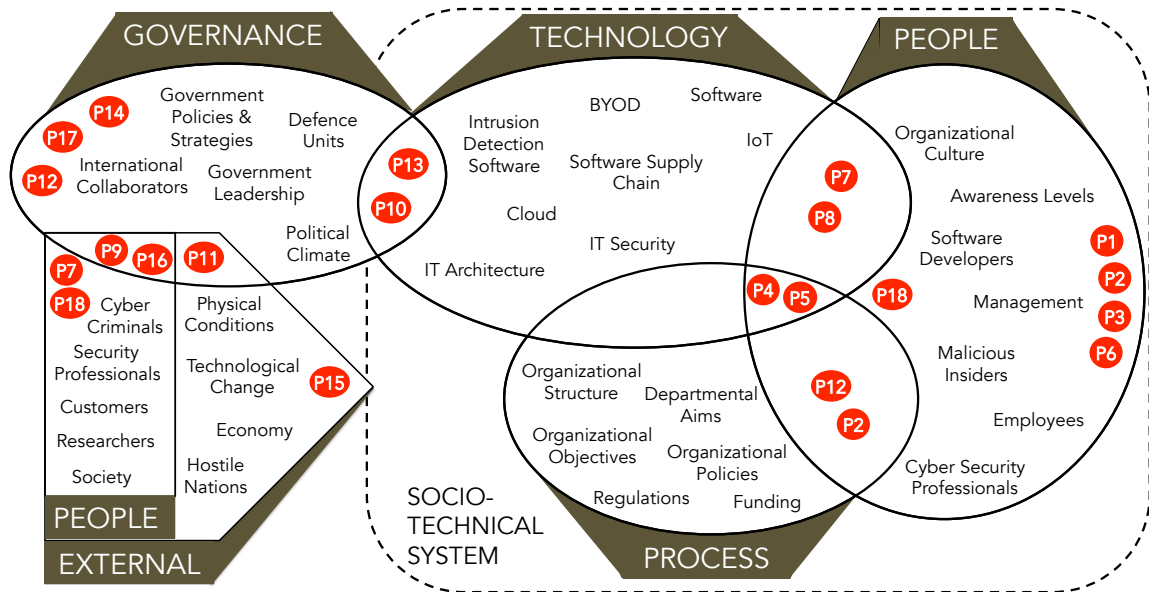 GOVERNANCE
TECHNOLOGY
PEOPLE
P14
P17
P12
Government
Policies &
Strategies
Defence
Units
International
Collaborators
Government
Leadership
Political
Climate
P13
P10
P9
P16
P11
P7
P18
Cyber
Criminals
Security
Professionals
Customers
Researchers
Society
PEOPLE
Physical
Conditions
Technological
Change
P15
Economy
Hostile
Nations
EXTERNAL
BYOD
Software
Intrusion
Detection
Software
IoT
Software Supply
Chain
Cloud
IT Security
IT Architecture
P7
P8
P4
P5
P18
Organizational
Culture
Awareness Levels
Software
Developers
P1
P2
P3
P6
Management
Malicious
Insiders
Employees
Cyber Security
Professionals
P12
P2
Organizational
Structure
Departmental
Aims
Organizational
Objectives
Organizational
Policies
Regulations
Funding
PROCESS
SOCIO-
TECHNICAL
SYSTEM